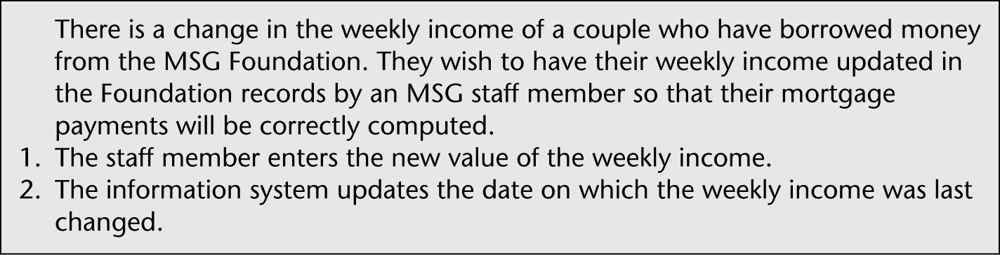 There is a change in the weekly income of a couple who have borrowed money
from the MSG Foundation. They wish to have their weekly income updated in
the Foundation records by an MSG staff member so that their mortgage
payments will be correctly computed.
1. The staff member enters the new value of the weekly income.
2. The information system updates the date on which the weekly income was last
changed.